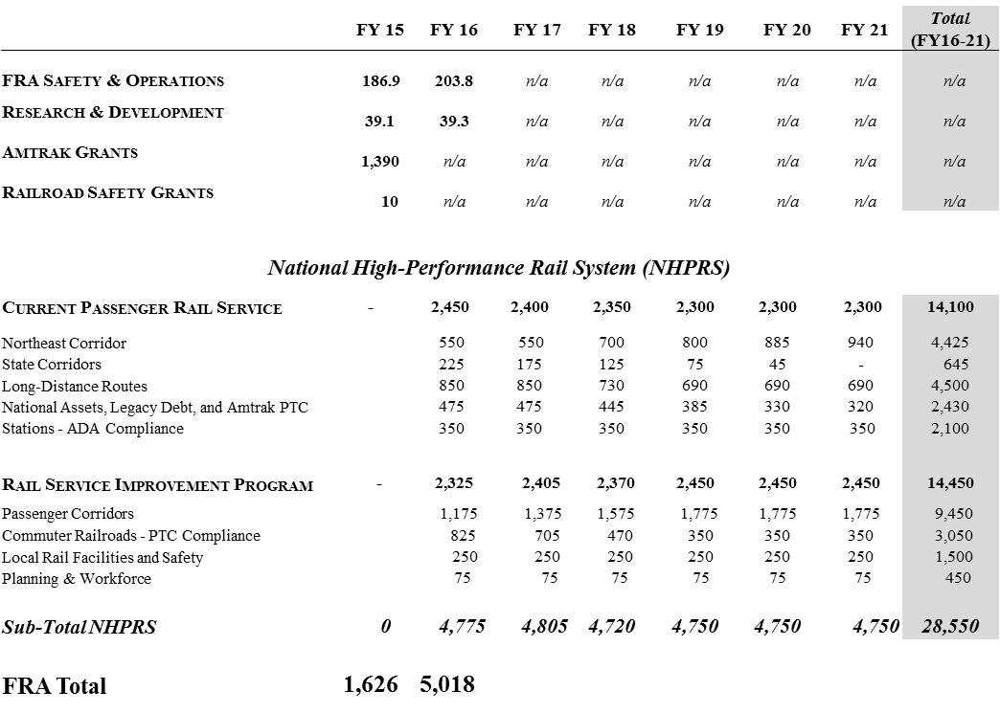 FY 15 FY 16 FY 17 FY 18 FY 19 FY 20 FY 21 Total (FY16-21)
FRA SAFETY & OPERATIONS 186.9 203.8 n/a n/a n/a n/a n/a n/a
RESEARCH & DEVELOPMENT 39.1 39.3 n/a n/a n/a n/a n/a n/a
AMTRAK GRANTS 1,390 n/a n/a n/a n/a n/a n/a n/a
RAILROAD SAFETY GRANTS 10 n/a n/a n/a n/a n/a n/a n/a
National High-Performance Rail System (NHPRS)
CURRENT PASSENGER RAIL SERVICE - 2,450 2,400 2,350 2,300 2,300 2,300 14,100
Northeast Corridor 550 550 700 800 885 940 4,425
State Corridors 225 175 125 75 45 - 645
Long-Distance Routes 850 850 730 690 690 690 4,500
National Assets, Legacy Debt, and Amtrak PTC 475 475 445 385 330 320 2,430
Stations - ADA Compliance 350 350 350 350 350 350 2,100
RAIL SERVICE IMPROVEMENT PROGRAM - 2,325 2,405 2,370 2,450 2,450 2,450 14,450
Passenger Corridors 1,175 1,375 1,575 1,775 1,775 1,775 9,450
Commuter Railroads - PTC Compliance 825 705 470 350 350 350 3,050
Local Rail Facilities and Safety 250 250 250 250 250 250 1,500
Planning & Workforce 75 75 75 75 75 75 450
Sub-Total NHPRS 0 4,775 4,805 4,720 4,750 4,750 4,750 28,550
FRA Total 1,626 5,018